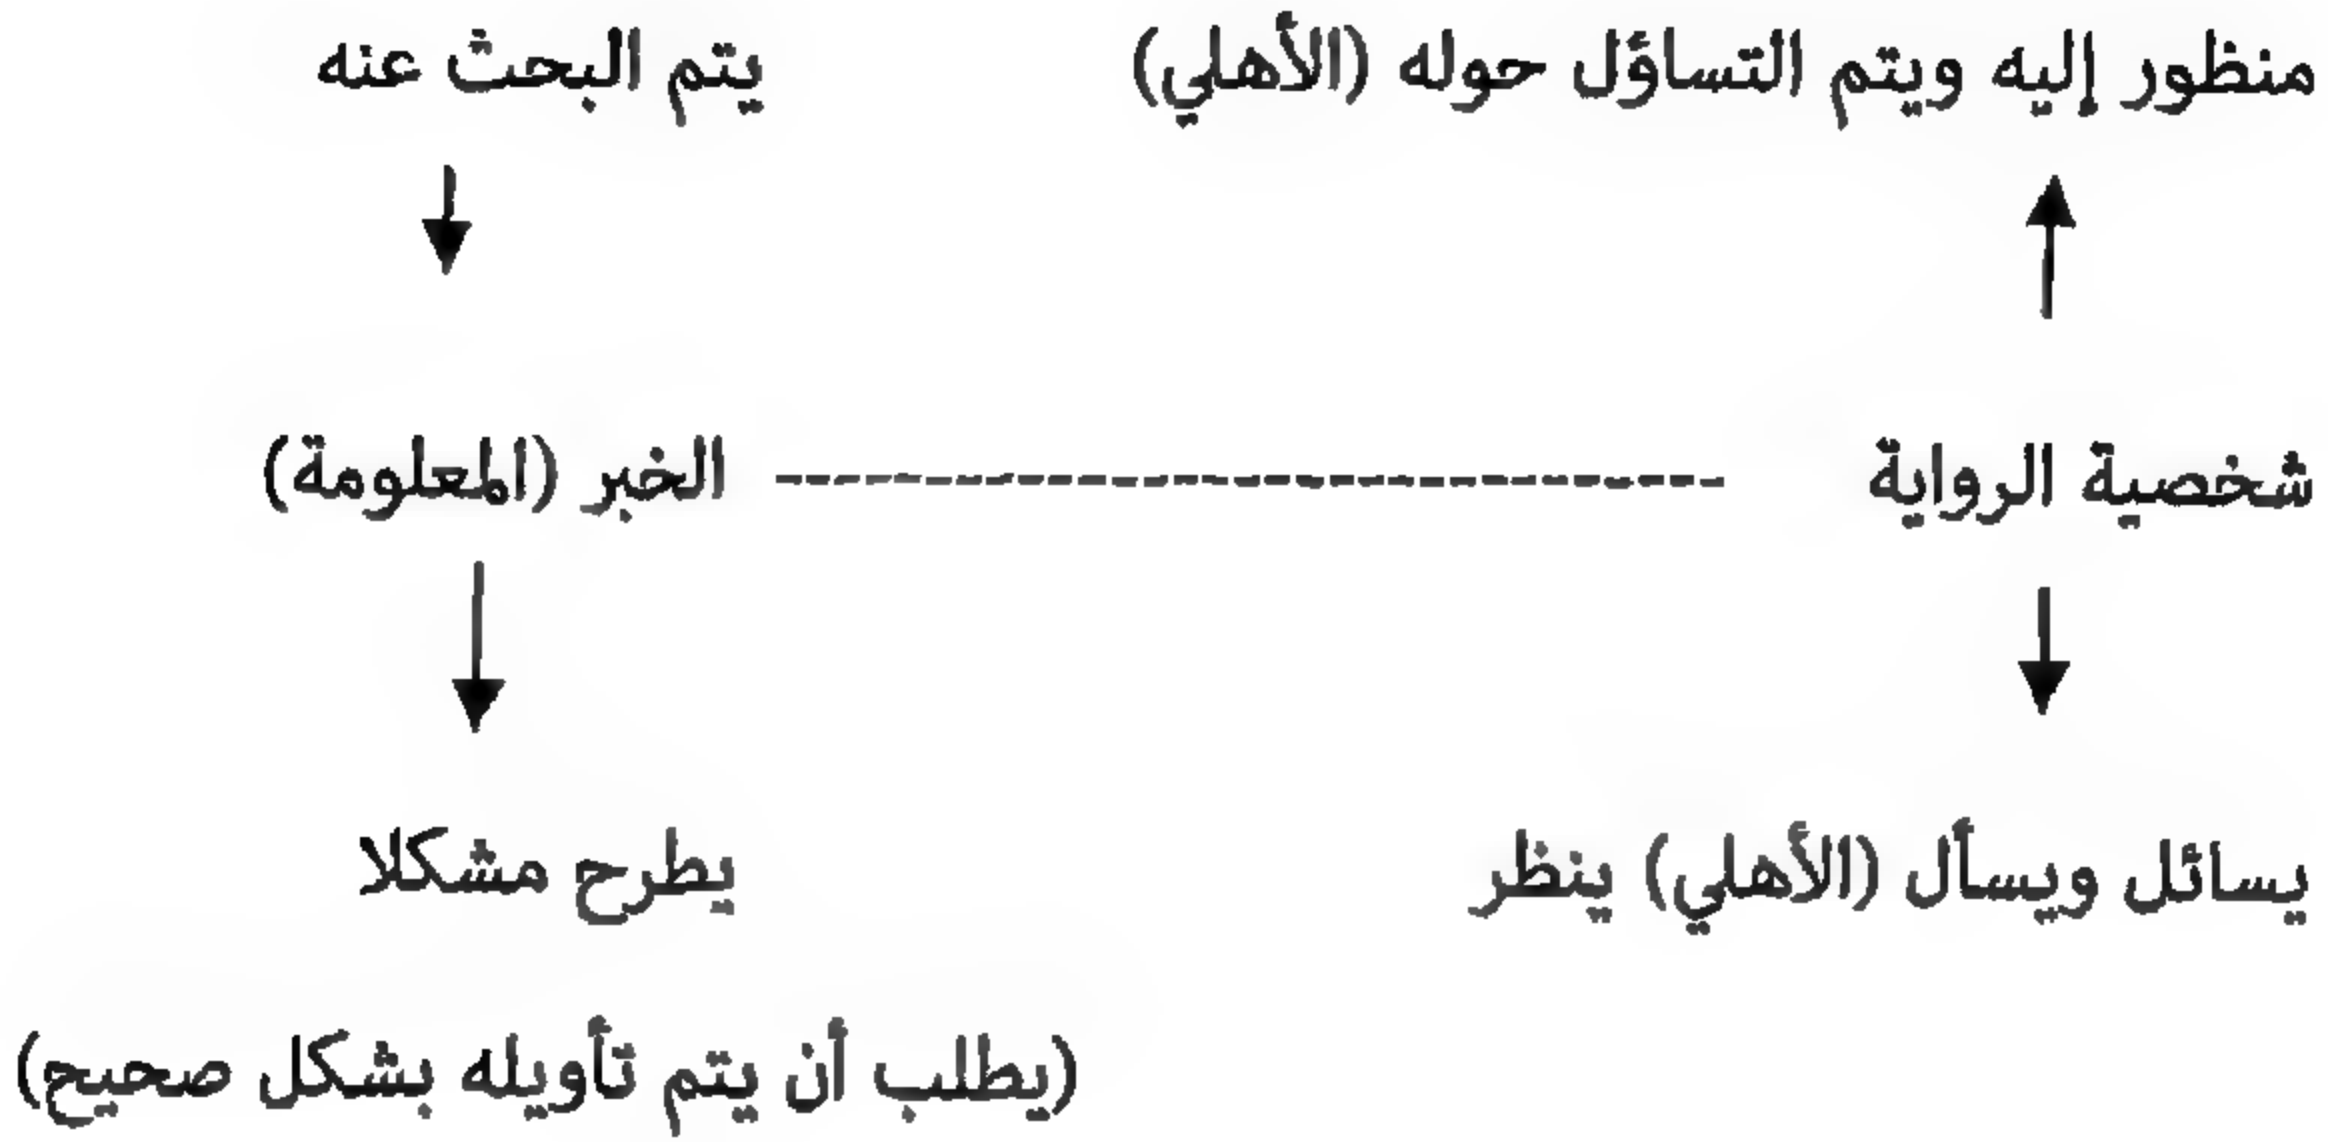 منظور إليه ويتم التساؤل حوله (الأهلي) يتم البحث عنه
شخصية الرواية الخبر (المعلومة)
يسائل ويسأل (الأهلي) ينظر يطرح مشكلا
(يطلب أن يتم تأويله بشكل صحيح)